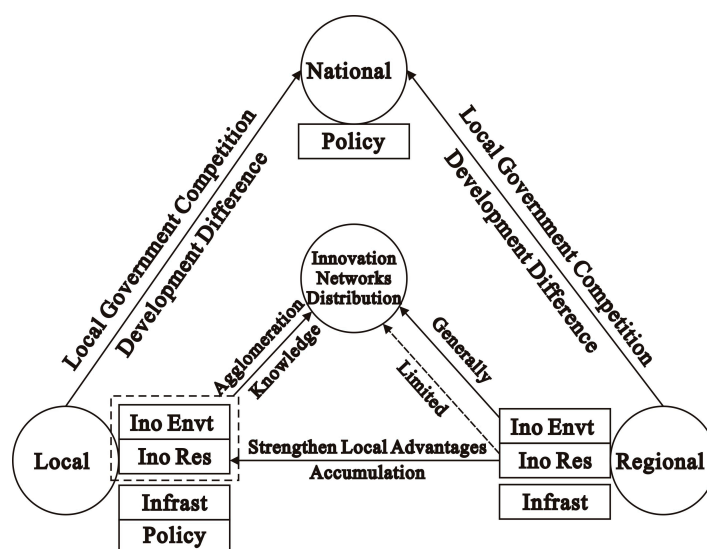 National
Policy
Local Government Competition
Development Difference
Local Government Competition
Development Difference
Innovation
Networks
Distribution
Agglomeration
Knowledge
Generally
Limited
Local
Ino Envt
Ino Res
Infrast
Policy
Strengthen Local Advantages
Accumulation
Ino Envt
Ino Res
Infrast
Regional